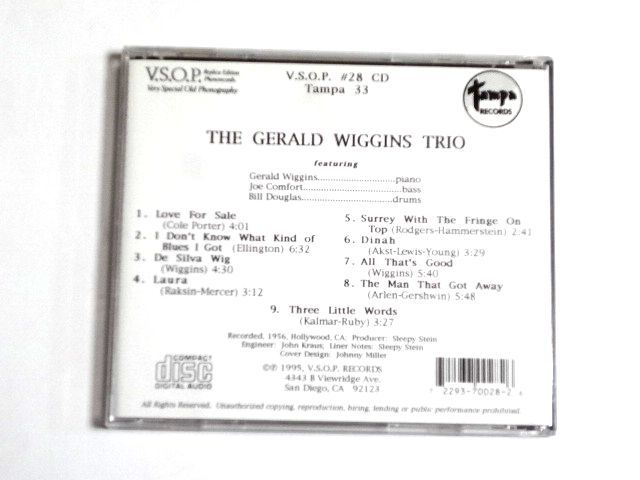 V.S.O.P. Replica Edition Phonorecords
Very Special Old Phonography
V.S.O.P. #28 CD
Tampa 33
Tampa
RECORDS
THE GERALD WIGGINS TRIO
featuring
Gerald Wiggins..........................piano
Joe Comfort.................................bass
Bill Douglas..............................drums
1. Love For Sale
(Cole Porter) 4:01
2. I Don't Know What Kind of
Blues I Got (Ellington) 6:32
3. De Silva Wig
(Wiggins) 4:30
4. Laura
(Raksin-Mercer) 3:12
5. Surrey With The Fringe On
Top (Rodgers-Hammerstein) 2:41
6. Dinah
(Akst-Lewis-Young) 3:29
7. All That's Good
(Wiggins) 5:40
8. The Man That Got Away
(Arlen-Gershwin) 5:48
9. Three Little Words
(Kalmar-Ruby) 3:27
Recorded, 1956, Hollywood, CA; Producer: Sleepy Stein
Engineer: John Kraus; Liner Notes: Sleepy Stein
Cover Design: Johnny Miller
COMPACT
disc
DIGITAL AUDIO
©℗ 1995, V.S.O.P. RECORDS
4343 B Viewridge Ave.
San Diego, CA 92123
7 2293-70028-2 4
All Rights Reserved. Unauthorized copying, reproduction, hiring, lending or public performance prohibited.